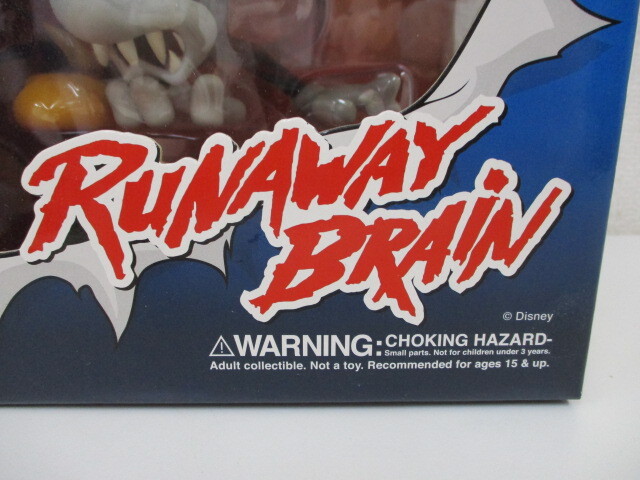 RUNAWAY
BRAIN
© Disney
⚠WARNING: CHOKING HAZARD-
Small parts. Not for children under 3 years.
Adult collectible. Not a toy. Recommended for ages 15 & up.